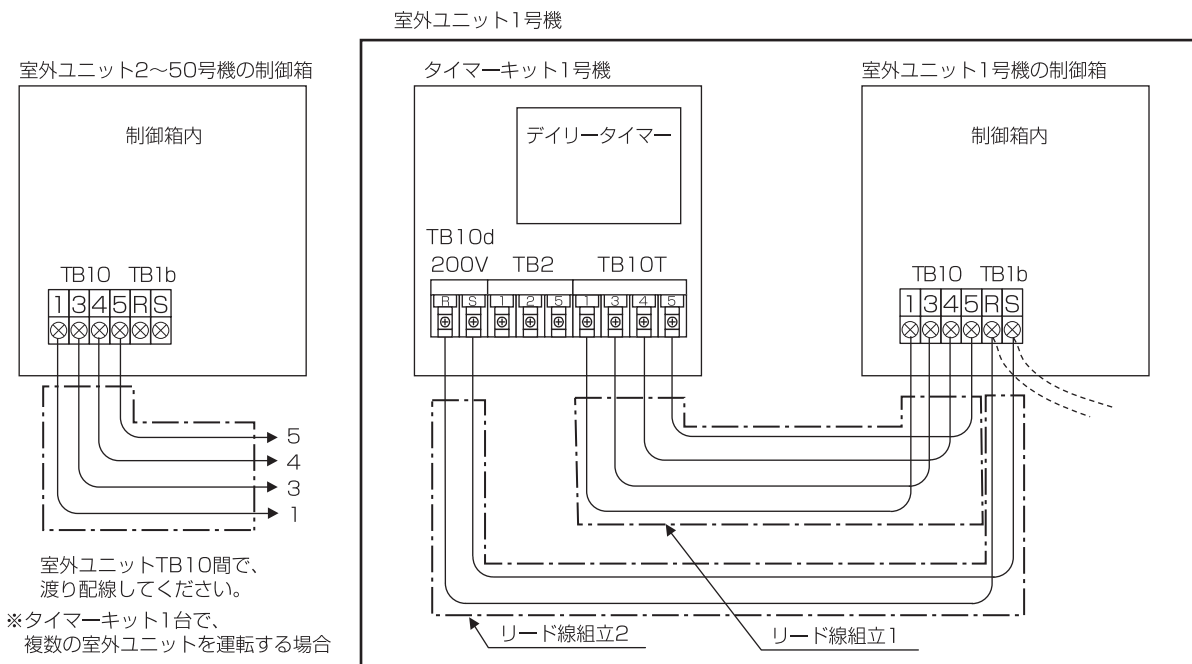 室外ユニット1号機
室外ユニット2〜50号機の制御箱
制御箱内
TB10 TB1b
1 3 4 5 R S
5
4
3
1
室外ユニットTB10間で、
渡り配線してください。
※タイマーキット1台で、
複数の室外ユニットを運転する場合
タイマーキット1号機
デイリータイマー
TB10d
200V TB2 TB10T
R S 1 2 5 1 3 4 5
室外ユニット1号機の制御箱
制御箱内
TB10 TB1b
1 3 4 5 R S
リード線組立2
リード線組立1